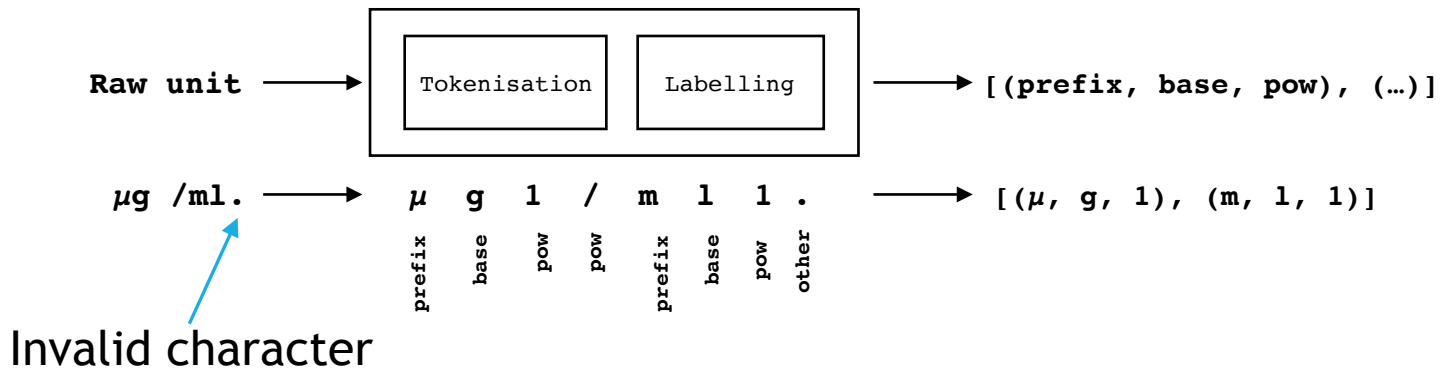 Raw unit Tokenisation Labelling [(prefix, base, pow), (…)]
μg /ml. μ g 1 / m l 1 . [(μ, g, 1), (m, l, 1)]
prefix base pow pow prefix base pow other
Invalid character